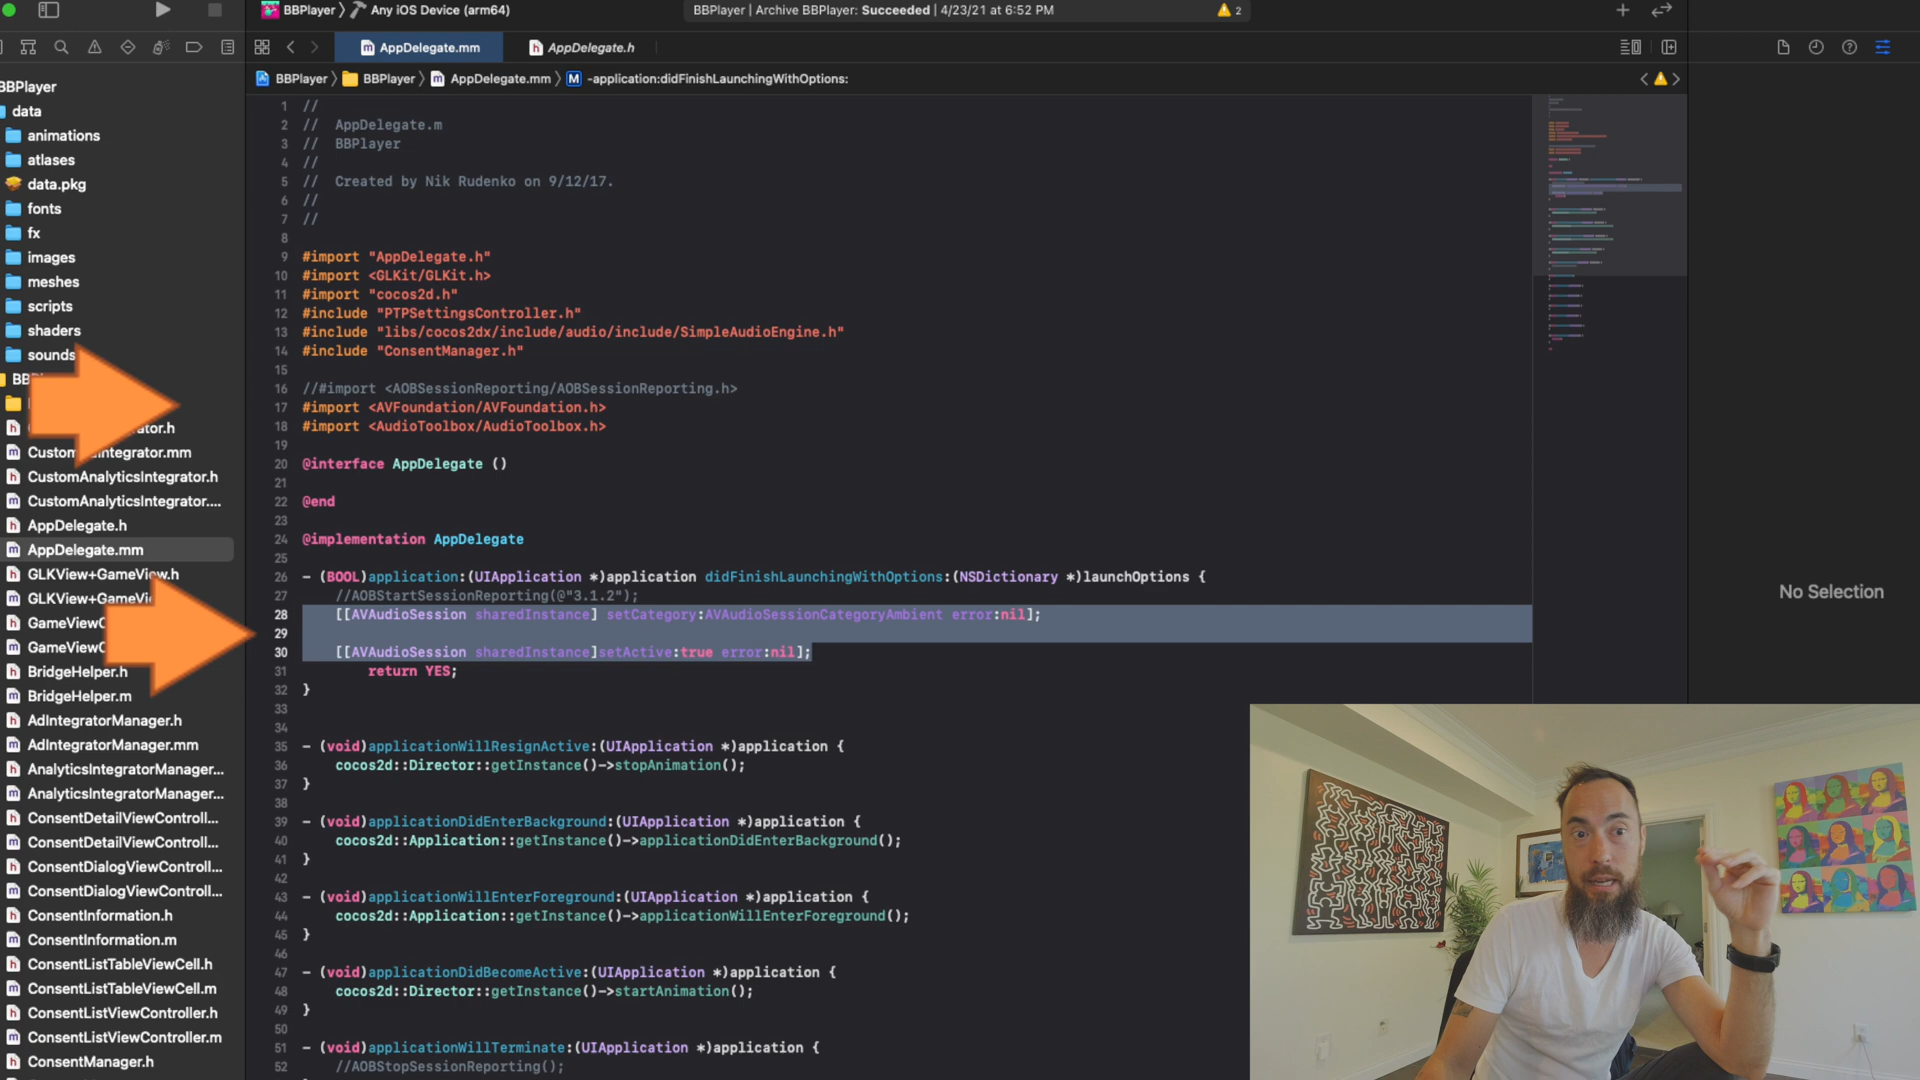 BBPlayer
Any iOS Device (arm64)
BBPlayer | Archive BBPlayer: Succeeded | 4/23/21 at 6:52 PM
2
AppDelegate.mm
AppDelegate.h
BBPlayer
BBPlayer
AppDelegate.mm
M -application:didFinishLaunchingWithOptions:
BBPlayer
data
animations
atlases
data.pkg
fonts
fx
images
meshes
scripts
shaders
sounds
h
m CustomAdIntegrator.mm
h CustomAnalyticsIntegrator.h
m CustomAnalyticsIntegrator....
h AppDelegate.h
m AppDelegate.mm
h GLKView+GameView.h
m
h
m
h BridgeHelper.h
m BridgeHelper.m
h AdIntegratorManager.h
m AdIntegratorManager.mm
h AnalyticsIntegratorManager...
m AnalyticsIntegratorManager...
h ConsentDetailViewControll...
m ConsentDetailViewControll...
h ConsentDialogViewControll...
m ConsentDialogViewControll...
h ConsentInformation.h
m ConsentInformation.m
h ConsentListTableViewCell.h
m ConsentListTableViewCell.m
h ConsentListViewController.h
m ConsentListViewController.m
h ConsentManager.h
1 //
2 //  AppDelegate.m
3 //  BBPlayer
4 //
5 //  Created by Nik Rudenko on 9/12/17.
6 //
7 //
8
9 #import "AppDelegate.h"
10 #import <GLKit/GLKit.h>
11 #import "cocos2d.h"
12 #include "PTPSettingsController.h"
13 #include "libs/cocos2dx/include/audio/include/SimpleAudioEngine.h"
14 #include "ConsentManager.h"
15
16 //#import <AOBSessionReporting/AOBSessionReporting.h>
17 #import <AVFoundation/AVFoundation.h>
18 #import <AudioToolbox/AudioToolbox.h>
19
20 @interface AppDelegate ()
21
22 @end
23
24 @implementation AppDelegate
25
26 - (BOOL)application:(UIApplication *)application didFinishLaunchingWithOptions:(NSDictionary *)launchOptions {
27 //AOBStartSessionReporting(@"3.1.2");
28 [[AVAudioSession sharedInstance] setCategory:AVAudioSessionCategoryAmbient error:nil];
29
30 [[AVAudioSession sharedInstance]setActive:true error:nil];
31 return YES;
32 }
33
34
35 - (void)applicationWillResignActive:(UIApplication *)application {
36 cocos2d::Director::getInstance()->stopAnimation();
37 }
38
39 - (void)applicationDidEnterBackground:(UIApplication *)application {
40 cocos2d::Application::getInstance()->applicationDidEnterBackground();
41 }
42
43 - (void)applicationWillEnterForeground:(UIApplication *)application {
44 cocos2d::Application::getInstance()->applicationWillEnterForeground();
45 }
46
47 - (void)applicationDidBecomeActive:(UIApplication *)application {
48 cocos2d::Director::getInstance()->startAnimation();
49 }
50
51 - (void)applicationWillTerminate:(UIApplication *)application {
52 //AOBStopSessionReporting();
No Selection